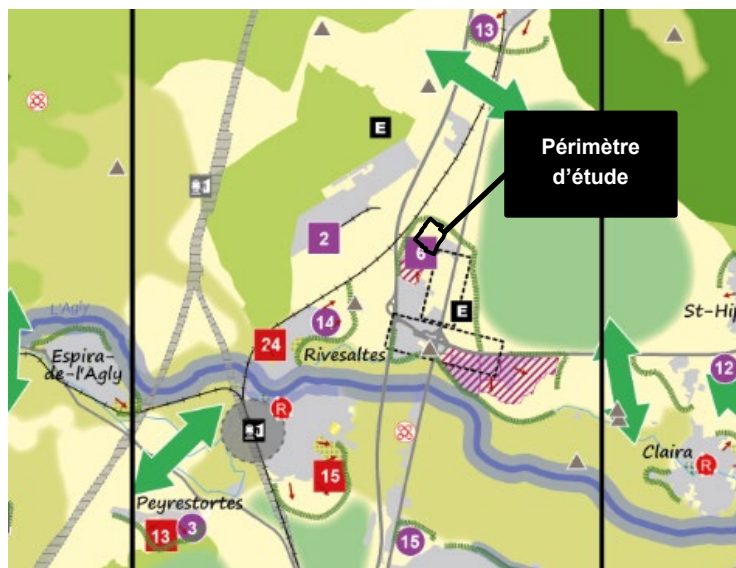 13
E
Périmètre
d'étude
2
6
E
L'Agly
14
St-Hip
24
Rivesaltes
Espira-
de-l'Agly
12
R
Claira
R
15
Peyrestortes
13
3
15